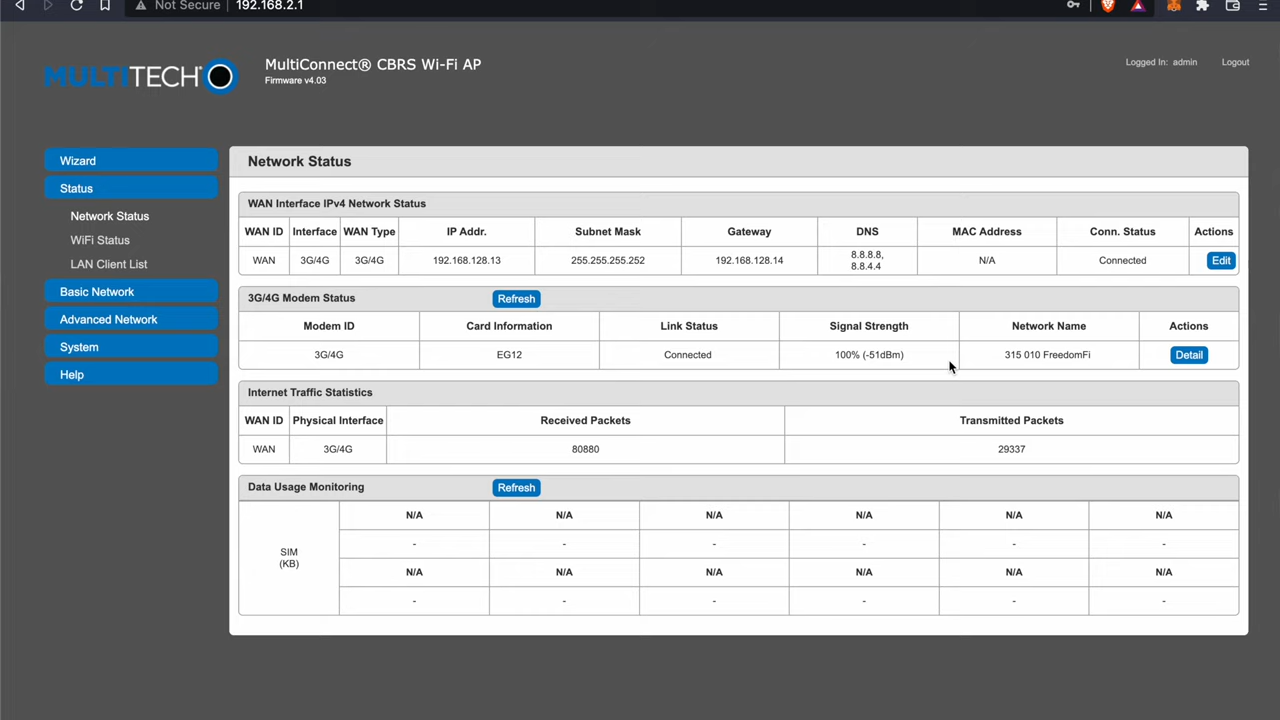 Not Secure 192.168.2.1
MULTITECH®
MultiConnect® CBRS Wi-Fi AP
Firmware v4.03
Logged In: admin Logout
Wizard
Status
Network Status
WiFi Status
LAN Client List
Basic Network
Advanced Network
System
Help
Network Status
WAN Interface IPv4 Network Status
WAN ID Interface WAN Type IP Addr. Subnet Mask Gateway DNS MAC Address Conn. Status Actions
WAN 3G/4G 3G/4G 192.168.128.13 255.255.255.252 192.168.128.14 8.8.8.8, N/A Connected Edit
8.8.4.4
3G/4G Modem Status Refresh
Modem ID Card Information Link Status Signal Strength Network Name Actions
3G/4G EG12 Connected 100% (-51dBm) 315 010 FreedomFi Detail
Internet Traffic Statistics
WAN ID Physical Interface Received Packets Transmitted Packets
WAN 3G/4G 80880 29337
Data Usage Monitoring Refresh
SIM
(KB)
N/A N/A N/A N/A N/A N/A
- - - - - -
N/A N/A N/A N/A N/A N/A
- - - - - -